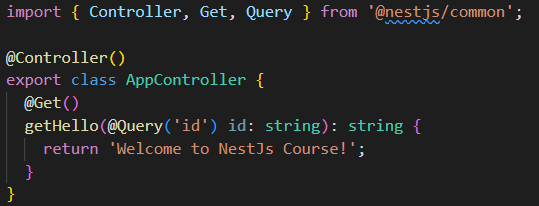 import { Controller, Get, Query } from '@nestjs/common';
@Controller()
export class AppController {
@Get()
getHello(@Query('id') id: string): string {
return 'Welcome to NestJs Course!';
}
}